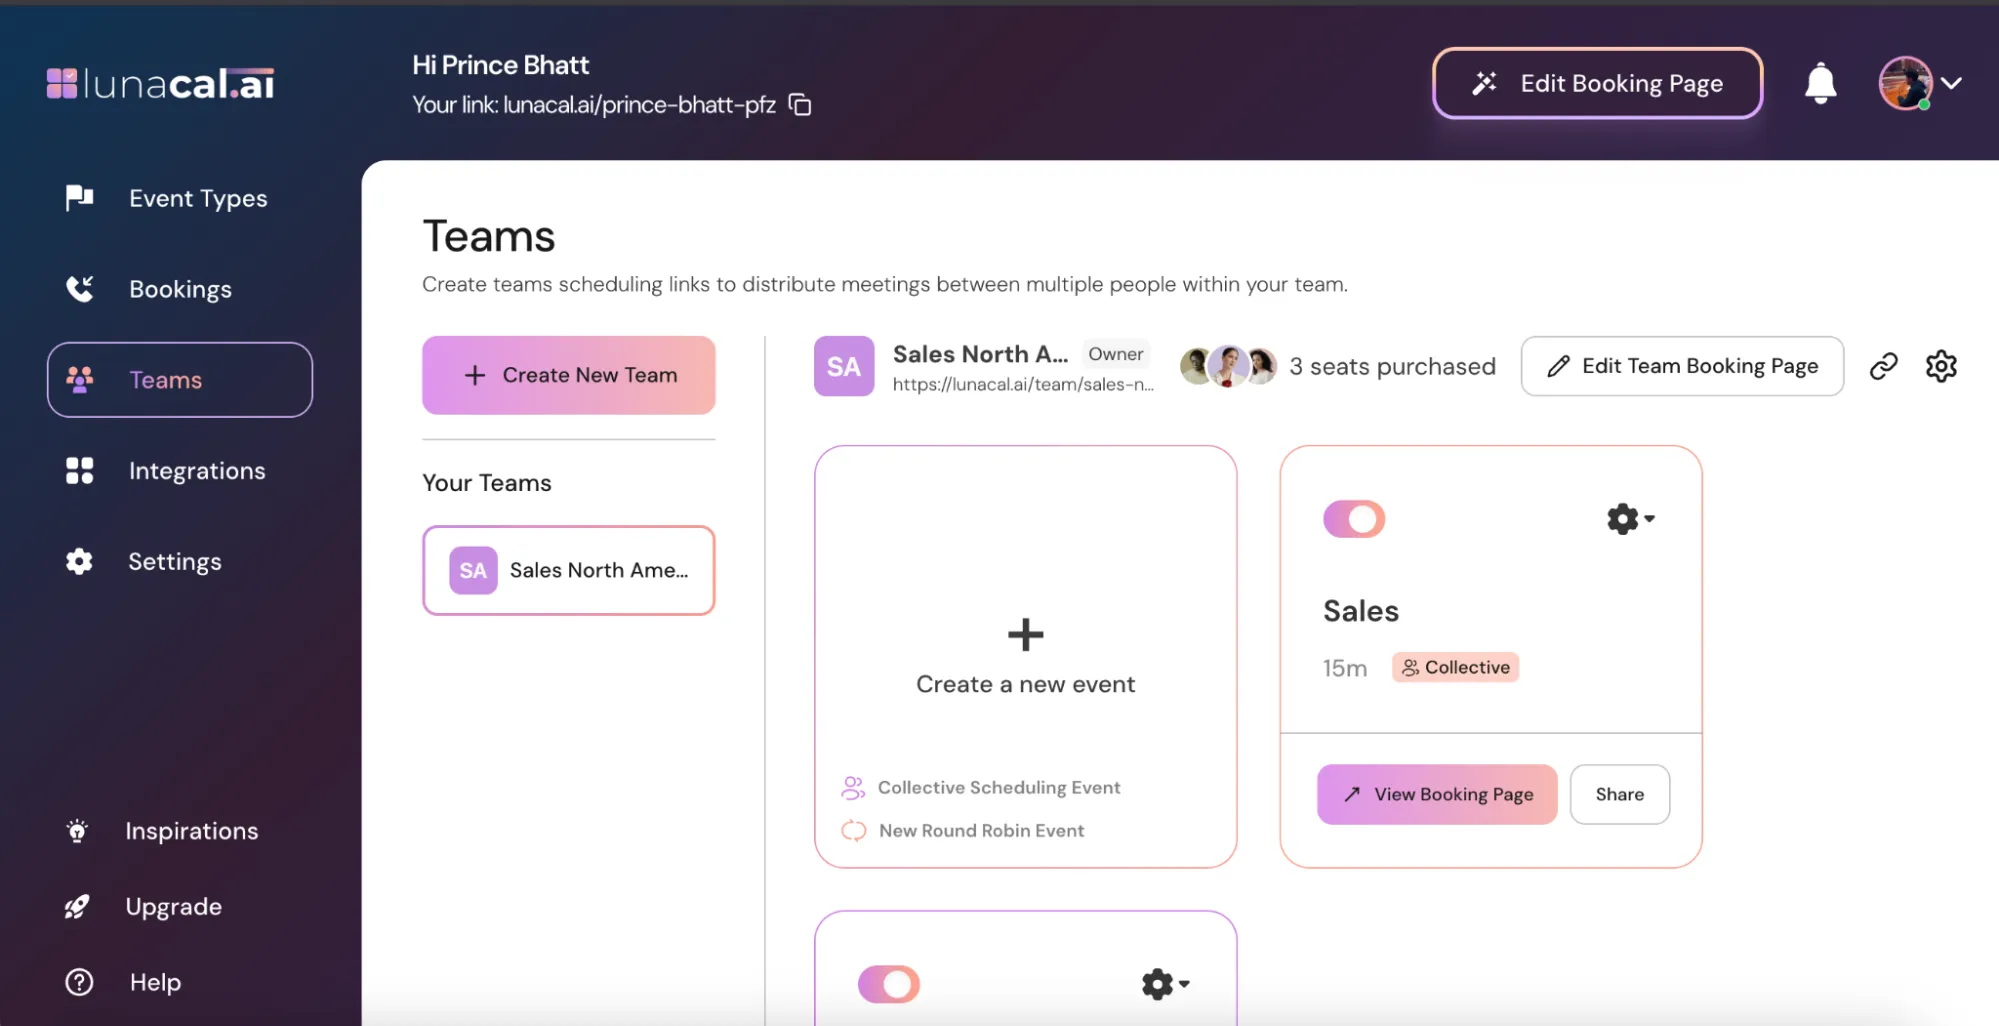 lunacal.ai
Hi Prince Bhatt
Your link: lunacal.ai/prince-bhatt-pfz
Edit Booking Page
Event Types
Bookings
Teams
Integrations
Settings
Inspirations
Upgrade
Help
Teams
Create teams scheduling links to distribute meetings between multiple people within your team.
Create New Team
Your Teams
SA
Sales North Ame...
SA
Sales North A...
Owner
https://lunacal.ai/team/sales-n...
3 seats purchased
Edit Team Booking Page
Create a new event
Collective Scheduling Event
New Round Robin Event
Sales
15m
Collective
View Booking Page
Share